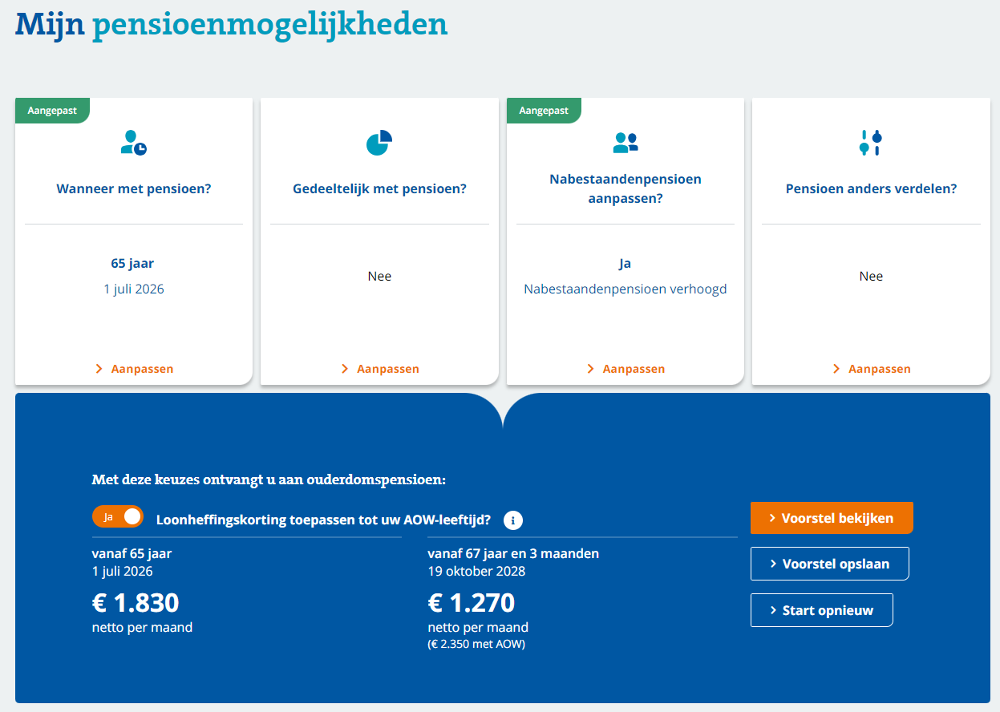 Mijn pensioenmogelijkheden
Aangepast
Wanneer met pensioen?
65 jaar
1 juli 2026
Aanpassen
Gedeeltelijk met pensioen?
Nee
Aanpassen
Aangepast
Nabestaandenpensioen
aanpassen?
Ja
Nabestaandenpensioen verhoogd
Aanpassen
Pensioen anders verdelen?
Nee
Aanpassen
Met deze keuzes ontvangt u aan ouderdomspensioen:
Ja
Loonheffingskorting toepassen tot uw AOW-leeftijd?
i
vanaf 65 jaar
1 juli 2026
€ 1.830
netto per maand
vanaf 67 jaar en 3 maanden
19 oktober 2028
€ 1.270
netto per maand
(€ 2.350 met AOW)
Voorstel bekijken
Voorstel opslaan
Start opnieuw